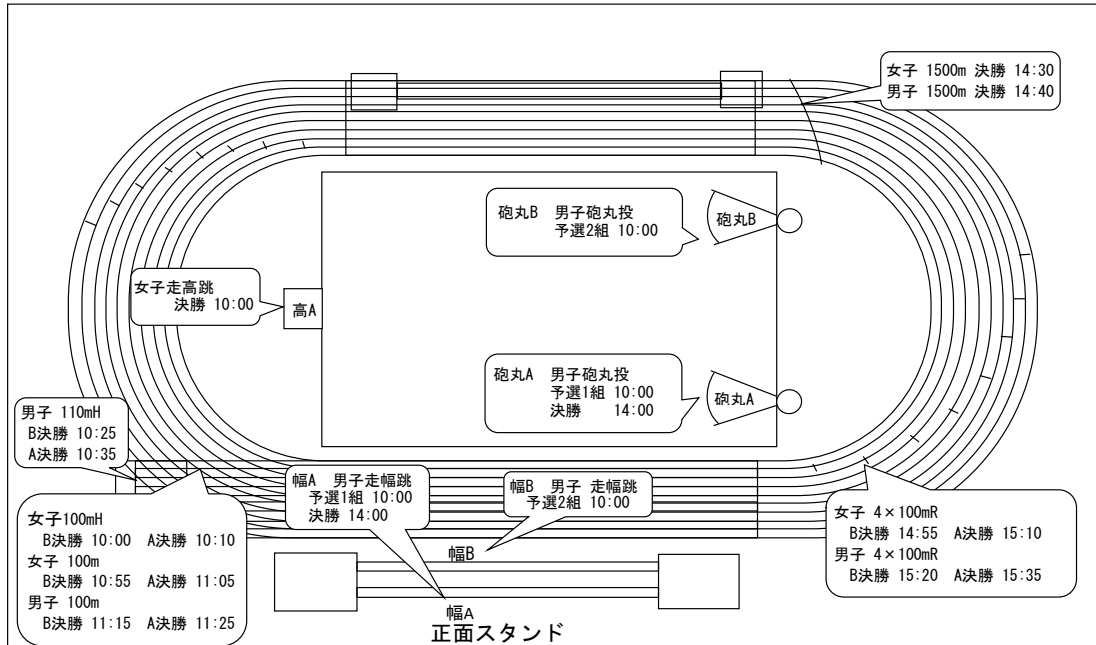 女子 1500m 決勝 14:30
男子 1500m 決勝 14:40
砲丸B 男子砲丸投
予選2組 10:00
砲丸B
女子走高跳
決勝 10:00
高A
砲丸A 男子砲丸投
予選1組 10:00
決勝 14:00
砲丸A
男子 110mH
B決勝 10:25
A決勝 10:35
幅A 男子走幅跳
予選1組 10:00
決勝 14:00
幅B 男子 走幅跳
予選2組 10:00
女子100mH
B決勝 10:00 A決勝 10:10
女子 100m
B決勝 10:55 A決勝 11:05
男子 100m
B決勝 11:15 A決勝 11:25
女子 4×100mR
B決勝 14:55 A決勝 15:10
男子 4×100mR
B決勝 15:20 A決勝 15:35
幅B
幅A
正面スタンド